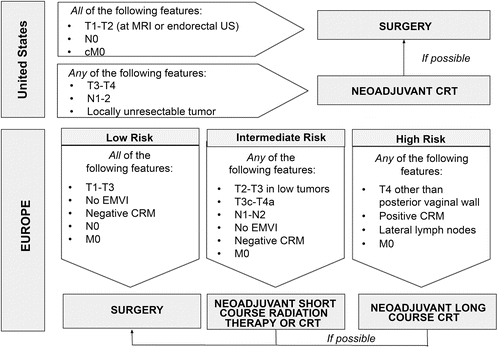 United States
All of the following features:
• T1-T2 (at MRI or endorectal US)
• N0
• cM0
SURGERY
If possible
Any of the following features:
• T3-T4
• N1-2
• Locally unresectable tumor
NEOADJUVANT CRT
EUROPE
Low Risk
All of the
following features:
• T1-T3
• No EMVI
• Negative CRM
• N0
• M0
Intermediate Risk
Any of the
following features:
• T2-T3 in low tumors
• T3c-T4a
• N1-N2
• No EMVI
• Negative CRM
• M0
High Risk
Any of the following
features:
• T4 other than
posterior vaginal wall
• Positive CRM
• Lateral lymph nodes
• M0
SURGERY
NEOADJUVANT SHORT
COURSE RADIATION
THERAPY OR CRT
NEOADJUVANT LONG
COURSE CRT
If possible